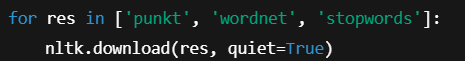 for res in ['punkt', 'wordnet', 'stopwords']:
    nltk.download(res, quiet=True)